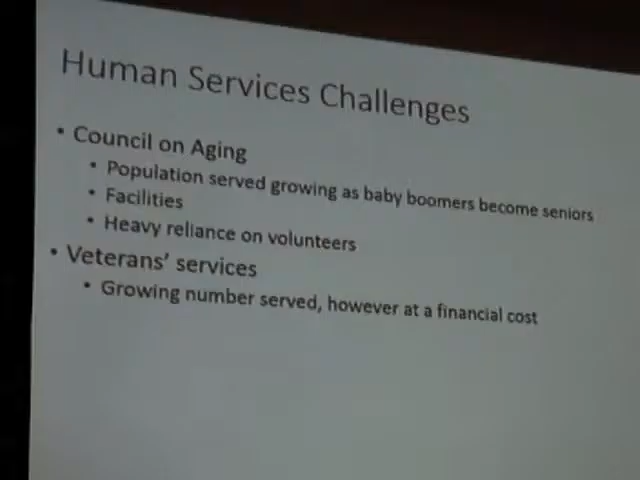 Human Services Challenges
• Council on Aging
• Population served growing as baby boomers become seniors
• Facilities
• Heavy reliance on volunteers
• Veterans’ services
• Growing number served, however at a financial cost